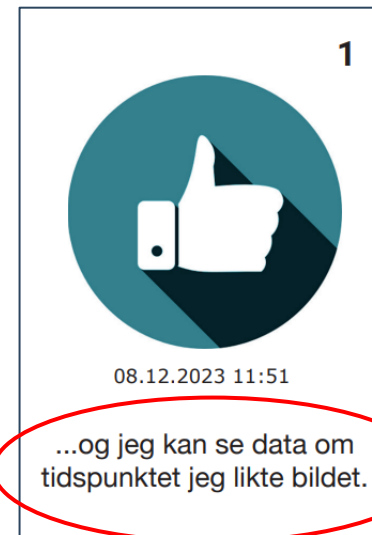 1
08.12.2023 11:51
...og jeg kan se data om
tidspunktet jeg likte bildet.